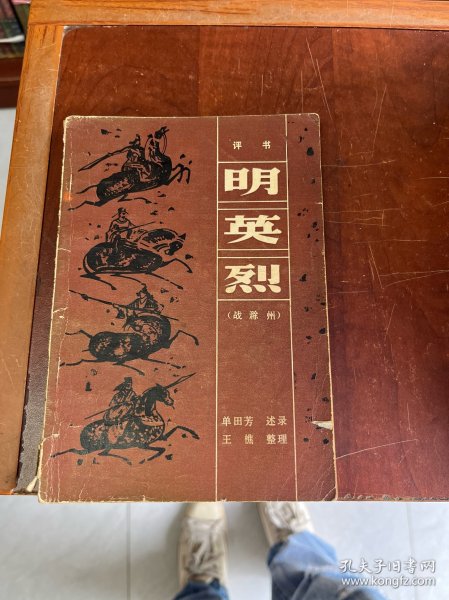 评 书
明
英
烈
（战 滁 州）
单田芳 述录
王 樵 整理
孔夫子旧书网
www.kongfz.com